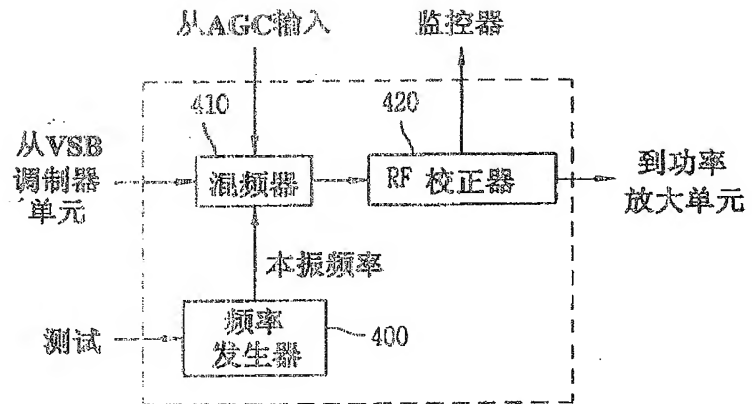 从AGC输入
监控器
410
420
从VSB
调制器
单元
混频器
RF 校正器
到功率
放大单元
本振频率
测试
频率
发生器
400